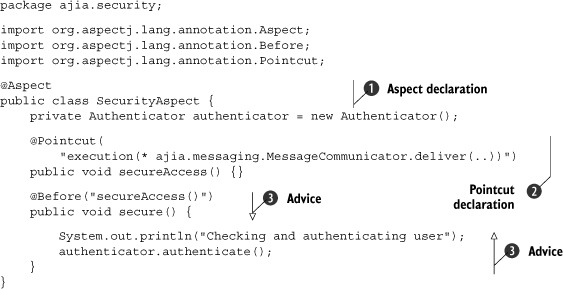 package ajia.security;
import org.aspectj.lang.annotation.Aspect;
import org.aspectj.lang.annotation.Before;
import org.aspectj.lang.annotation.Pointcut;
@Aspect
1 Aspect declaration
public class SecurityAspect {
private Authenticator authenticator = new Authenticator();
@Pointcut(
"execution(* ajia.messaging.MessageCommunicator.deliver(..))")
public void secureAccess() {}
Pointcut 2
declaration
@Before("secureAccess()")
3 Advice
public void secure() {
System.out.println("Checking and authenticating user");
authenticator.authenticate();
3 Advice
}
}